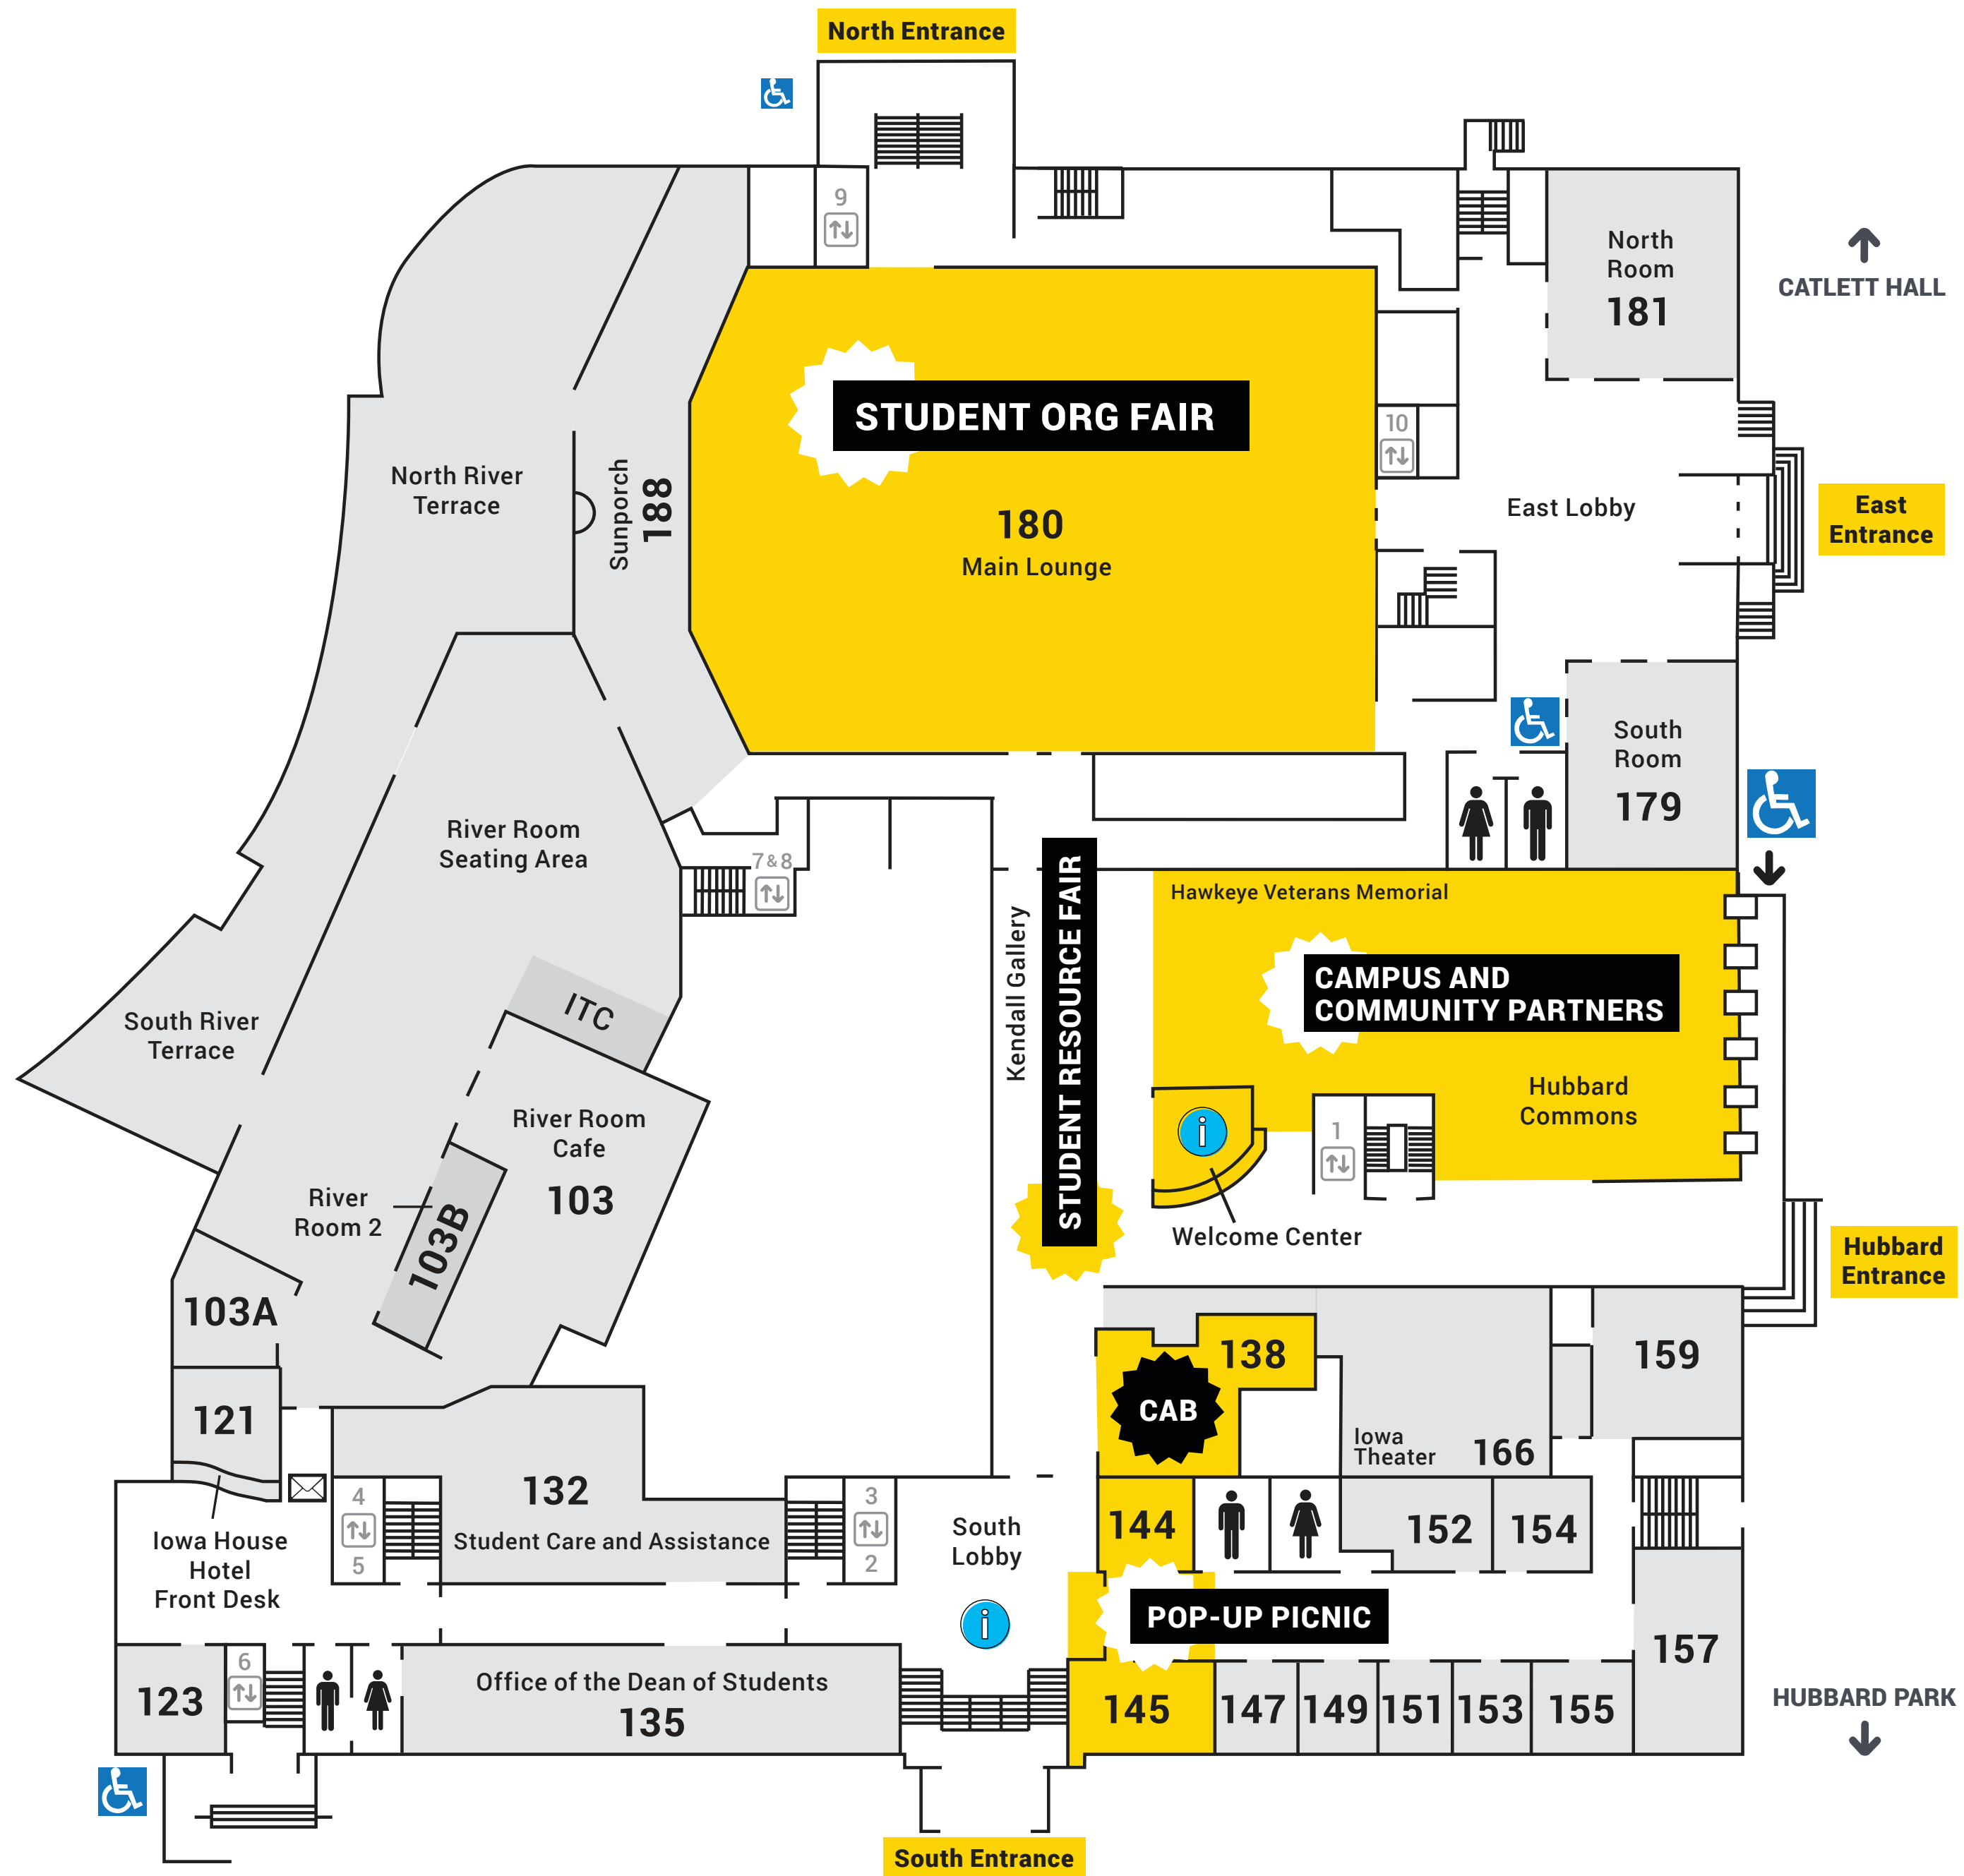 North Entrance
9
North
Room
181
CATLETT HALL
STUDENT ORG FAIR
10
North River
Terrace
Sunporch
188
180
Main Lounge
East Lobby
East
Entrance
South
Room
179
River Room
Seating Area
7&8
Hawkeye Veterans Memorial
Kendall Gallery
STUDENT RESOURCE FAIR
CAMPUS AND
COMMUNITY PARTNERS
ITC
South River
Terrace
Hubbard
Commons
River Room
Cafe
103
i
1
River
Room 2
103B
Welcome Center
Hubbard
Entrance
103A
138
159
CAB
121
Iowa
Theater
166
132
Student Care and Assistance
4
5
3
2
South
Lobby
144
152
154
Iowa House
Hotel
Front Desk
i
POP-UP PICNIC
157
6
123
Office of the Dean of Students
135
145
147
149
151
153
155
HUBBARD PARK
South Entrance